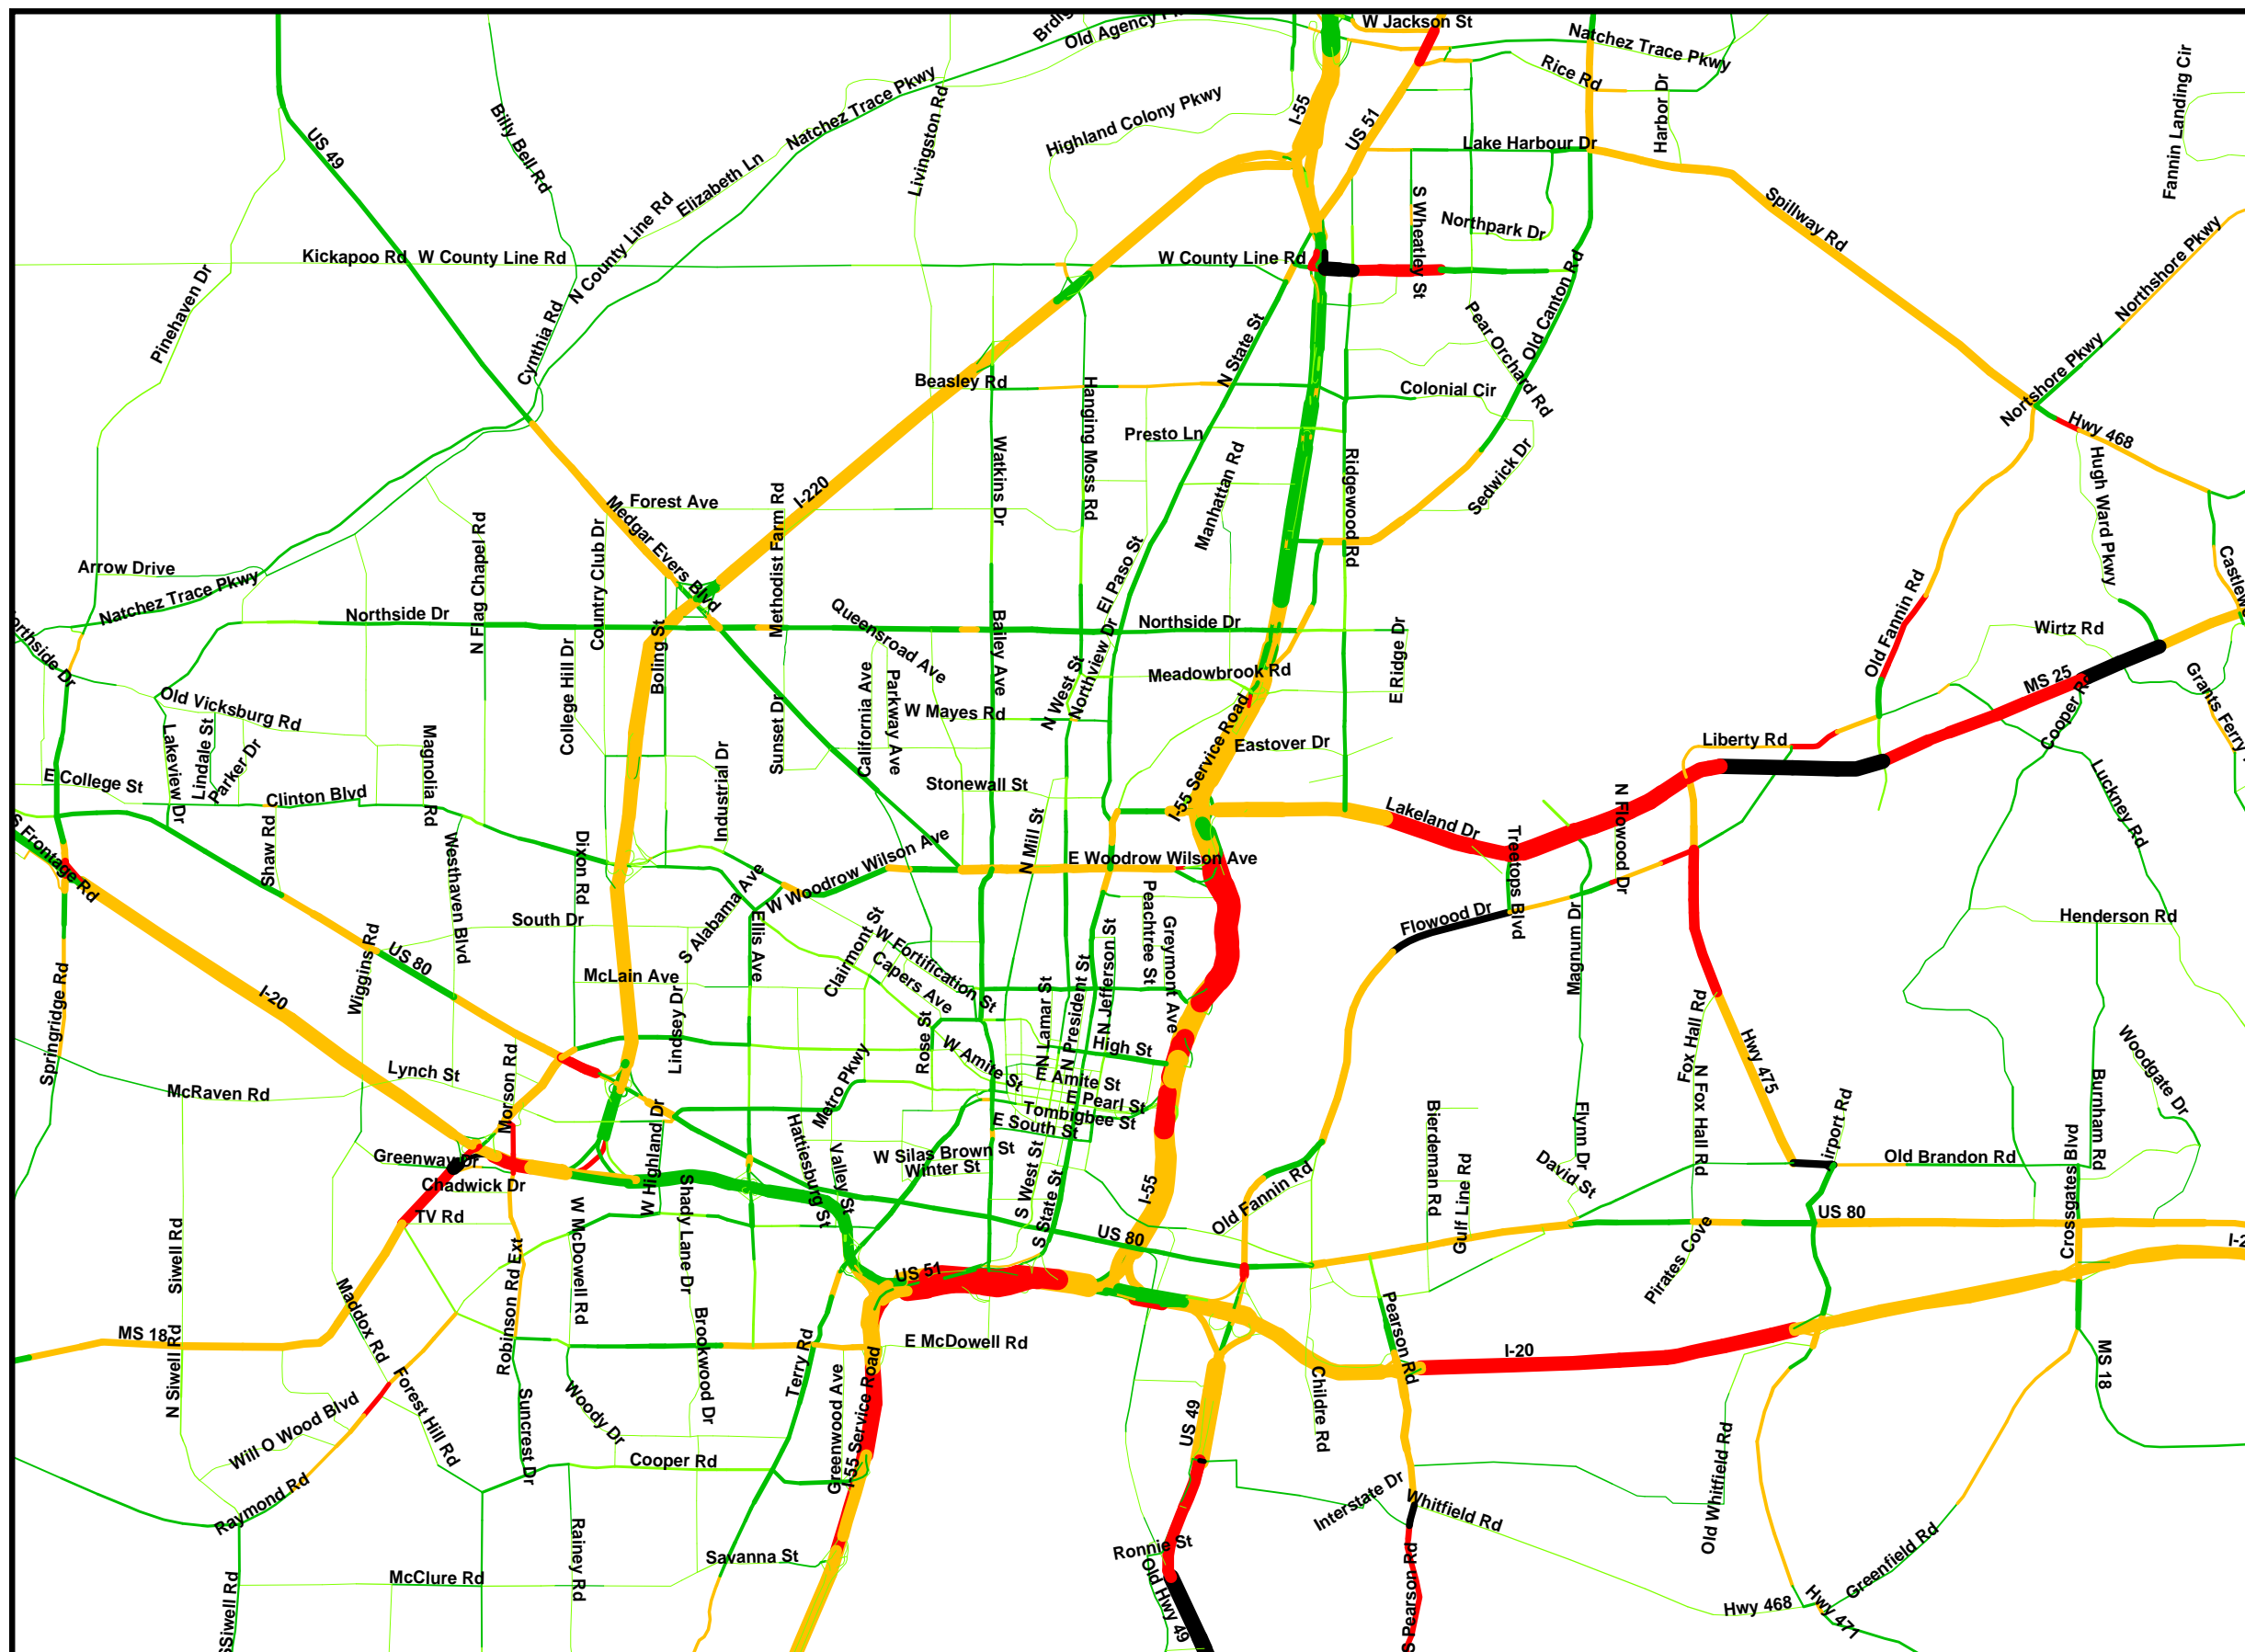 W Jackson St
Old Agency
Natchez Trace Pkwy
Rice Rd
Harbor Dr
Fannin Landing Cir
US 49
Billy Bell Rd
Natchez Trace Pkwy
Livingston Rd
Highland Colony Pkwy
I-55
US 51
Lake Harbour Dr
Elizabeth Ln
N County Line Rd
S Wheatley St
Northpark Dr
Spillway Rd
Northshore Pkwy
Kickapoo Rd
W County Line Rd
W County Line Rd
Pinehaven Dr
Cynthia Rd
N State St
Pear Orchard Rd
Old Canton Rd
Nortshore Pkwy
Beasley Rd
Hanging Moss Rd
Colonial Cir
Presto Ln
Hwy 468
Watkins Dr
Manhattan Rd
Ridgewood Rd
Sedwick Dr
Hugh Ward Pkwy
I-220
Forest Ave
Medgar Evers Blvd
Methodist Farm Rd
Country Club Dr
N Flag Chapel Rd
El Paso St
Arrow Drive
Natchez Trace Pkwy
Northside Dr
Queensroad Ave
Bailey Ave
Northside Dr
Old Fannin Rd
Wirtz Rd
Northview Dr
N West St
Meadowbrook Rd
E Ridge Dr
College Hill Dr
Boling St
Sunset Dr
California Ave
Parkway Ave
W Mayes Rd
MS 25
Cooper
Grants Ferry
Old Vicksburg Rd
Lakeview Dr
Lindale St
Parker Dr
Magnolia Rd
Industrial Dr
I-55 Service Road
Eastover Dr
Liberty Rd
Luckney Rd
E College St
Clinton Blvd
Stonewall St
N Mill St
Lakeland Dr
N Flowood Dr
Treetops Blvd
S Frontage Rd
Shaw Rd
Westhaven Blvd
Dixon Rd
W Woodrow Wilson Ave
E Woodrow Wilson Ave
S Alabama Ave
Ellis Ave
South Dr
Peachtree St
Greymont Ave
Flowood Dr
Magnum Dr
Henderson Rd
Clairmont St
W Fortification St
Capers Ave
N Jefferson St
N President St
N Lamar St
US 80
Wiggins Rd
McLain Ave
Lindsey Dr
I-20
Springridge Rd
Fox Hall Rd
Hwy 475
Woodgate Dr
Burnham Rd
Rose St
W Amite St
High St
E Amite St
E Pearl St
Tombigbee St
E South St
Metro Pkwy
Lynch St
McRaven Rd
Morson Rd
Hattiesburg St
Valley St
W Highland Dr
Bierdeman Rd
Flynn Dr
N Fox Hall Rd
Old Brandon Rd
Crossgates Blvd
Greenway Dr
Chadwick Dr
W Silas Brown St
Winter St
David St
TV Rd
Shady Lane Dr
S West St
S State St
I-55
Old Fannin Rd
Gulf Line Rd
US 80
US 80
Pirates Cove
Siwell Rd
Robinson Rd Ext
W McDowell Rd
US 51
Maddox Rd
MS 18
N Siwell Rd
Brookwood Dr
Terry Rd
E McDowell Rd
Pearson Rd
I-20
MS 18
Forest Hill Rd
Will O Wood Blvd
Suncrest Dr
Woody Dr
Greenwood Ave
I-55 Service Road
US 49
Childre Rd
Old Whitfield Rd
Cooper Rd
Raymond Rd
Interstate Dr
Whitfield Rd
Rainey Rd
Savanna St
Ronnie St
McClure Rd
Old Hwy 49
S Pearson Rd
Greenfield Rd
Hwy 468
Hwy 471